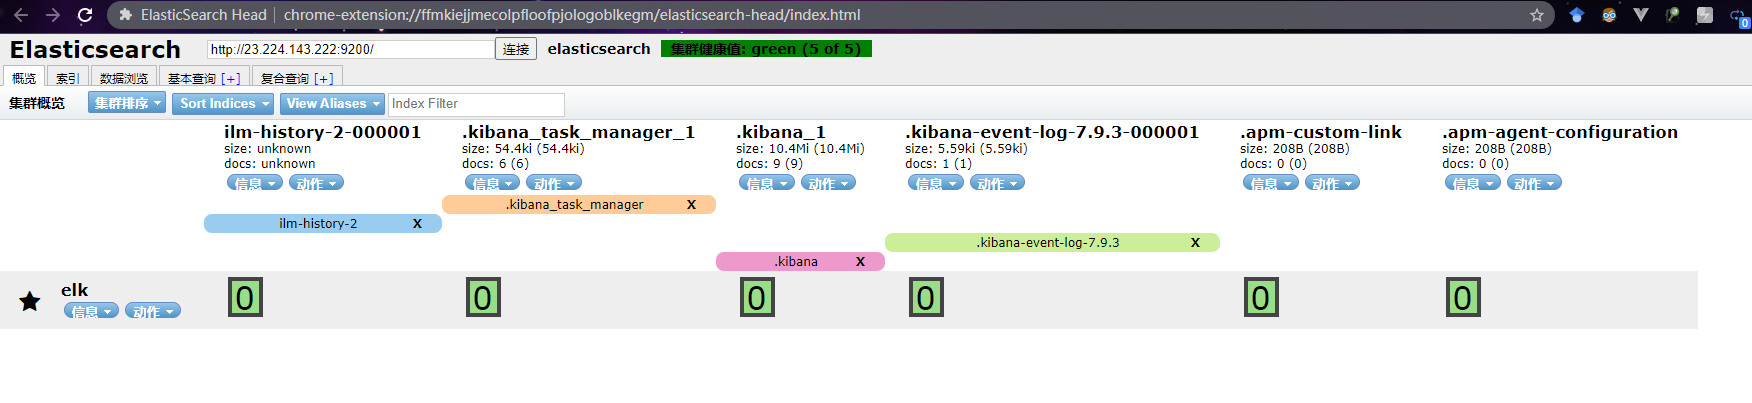 ElasticSearch Head | chrome-extension://ffmkiejjmecolpfloofpjologoblkegm/elasticsearch-head/index.html
0
Elasticsearch http://23.224.143.222:9200/ 连接 elasticsearch 集群健康值: green (5 of 5)
概览 索引 数据浏览 基本查询 [+] 复合查询 [+]
集群概览 集群排序 Sort Indices View Aliases Index Filter
ilm-history-2-000001 .kibana_task_manager_1 .kibana_1 .kibana-event-log-7.9.3-000001 .apm-custom-link .apm-agent-configuration
size: unknown size: 54.4ki (54.4ki) size: 10.4Mi (10.4Mi) size: 5.59ki (5.59ki) size: 208B (208B) size: 208B (208B)
docs: unknown docs: 6 (6) docs: 9 (9) docs: 1 (1) docs: 0 (0) docs: 0 (0)
信息 动作 信息 动作 信息 动作 信息 动作 信息 动作 信息 动作
.kibana_task_manager X
ilm-history-2 X
.kibana-event-log-7.9.3 X
.kibana X
elk 0 0 0 0 0 0
信息 动作